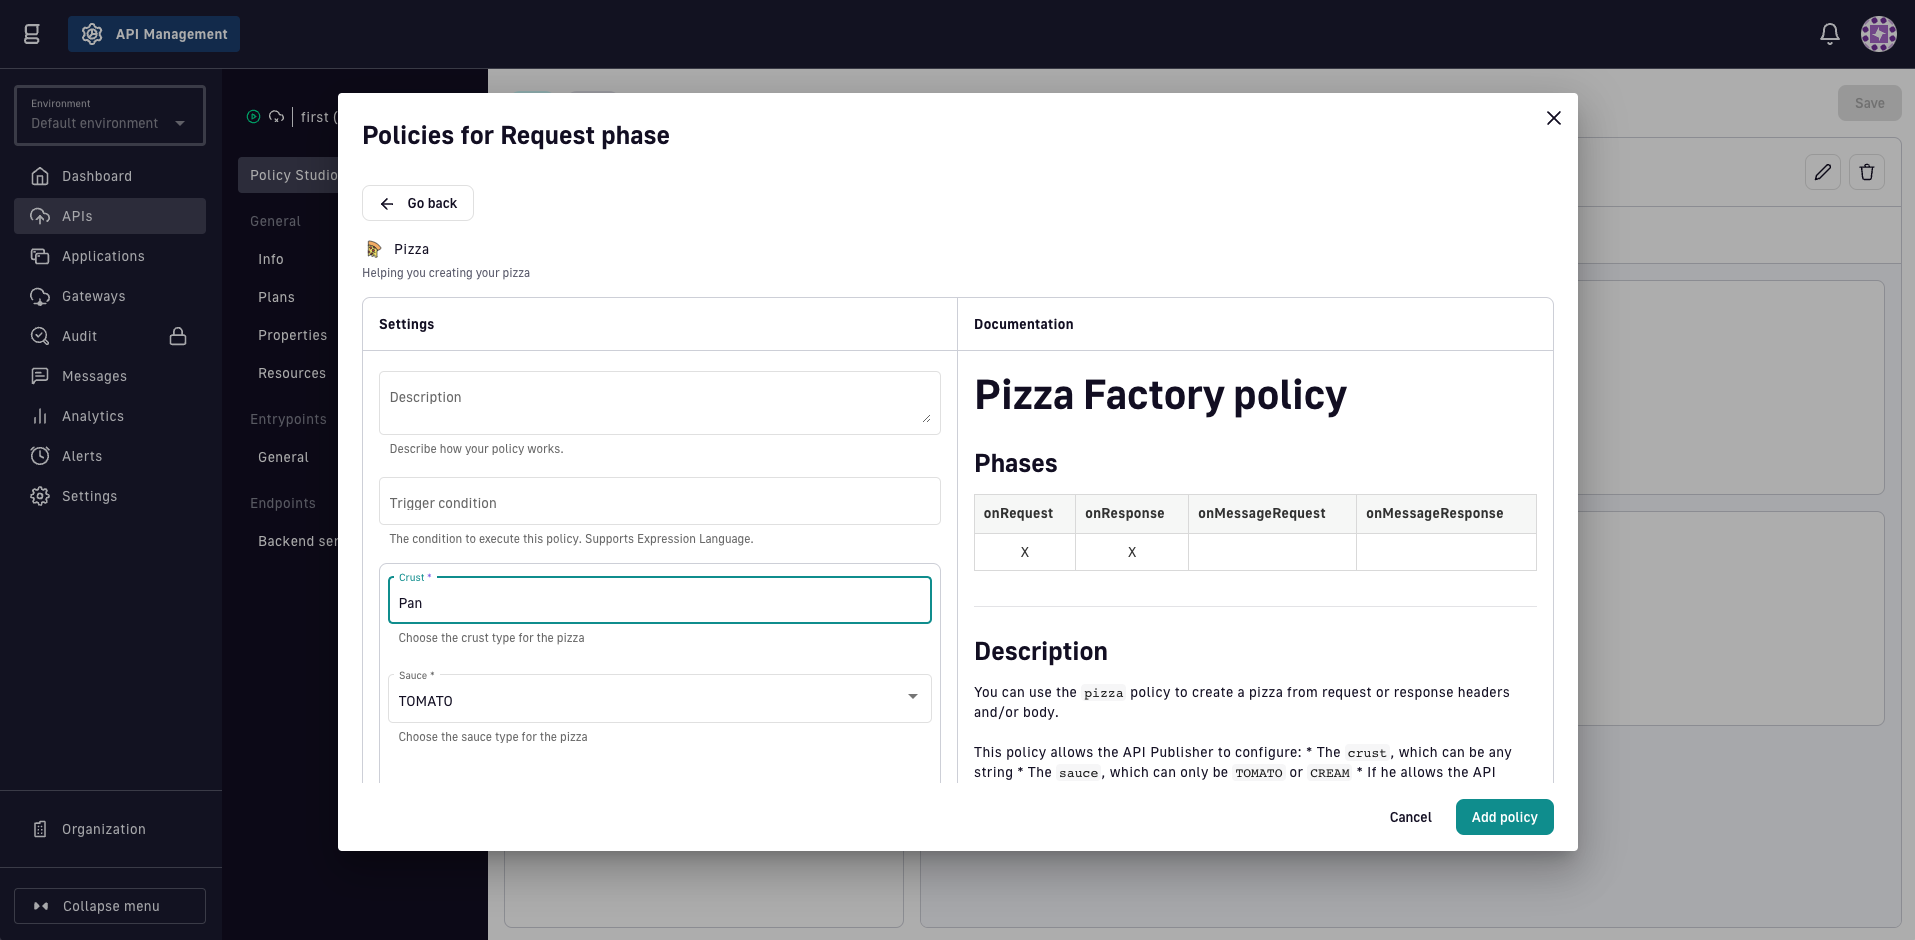 API Management
Environment
Default environment
Dashboard
APIs
Applications
Gateways
Audit
Messages
Analytics
Alerts
Settings
Organization
Collapse menu
first (
Policy Studio
General
Info
Plans
Properties
Resources
Entrypoints
General
Endpoints
Backend ser
Save
Policies for Request phase
Go back
Pizza
Helping you creating your pizza
Settings
Description
Describe how your policy works.
Trigger condition
The condition to execute this policy. Supports Expression Language.
Crust *
Pan
Choose the crust type for the pizza
Sauce *
TOMATO
Choose the sauce type for the pizza
Documentation
Pizza Factory policy
Phases
onRequest onResponse onMessageRequest onMessageResponse
X X
Description
You can use the pizza policy to create a pizza from request or response headers
and/or body.
This policy allows the API Publisher to configure: * The crust, which can be any
string * The sauce, which can only be TOMATO or CREAM * If he allows the API
Cancel
Add policy